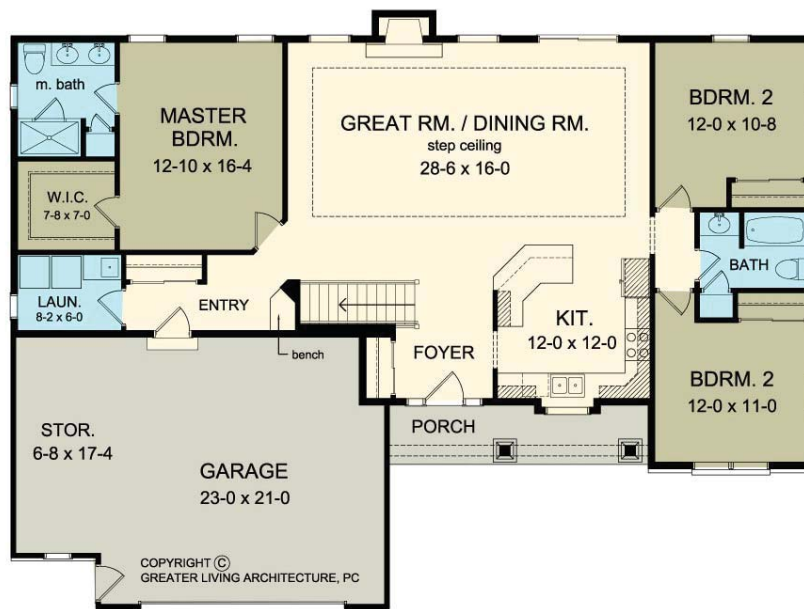 m. bath
MASTER
BDRM.
12-10 x 16-4
W.I.C.
7-8 x 7-0
GREAT RM. / DINING RM.
step ceiling
28-6 x 16-0
BDRM. 2
12-0 x 10-8
BATH
LAUN.
8-2 x 6-0
ENTRY
bench
FOYER
KIT.
12-0 x 12-0
BDRM. 2
12-0 x 11-0
PORCH
STOR.
6-8 x 17-4
GARAGE
23-0 x 21-0
COPYRIGHT ©
GREATER LIVING ARCHITECTURE, PC